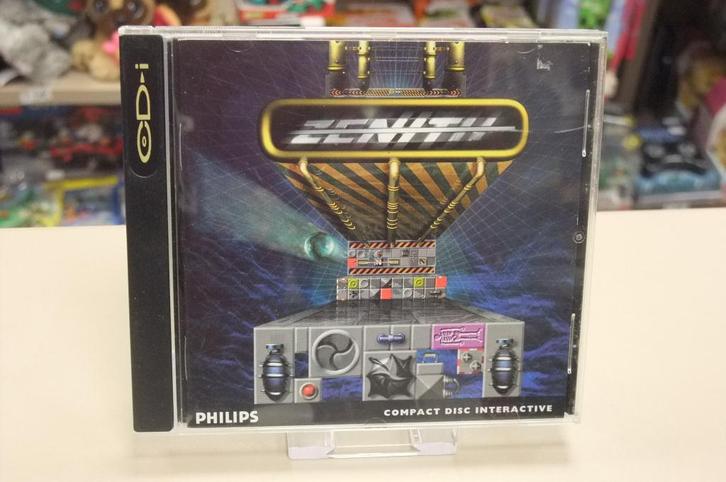 CD-i
ZENITH
PHILIPS
COMPACT DISC INTERACTIVE